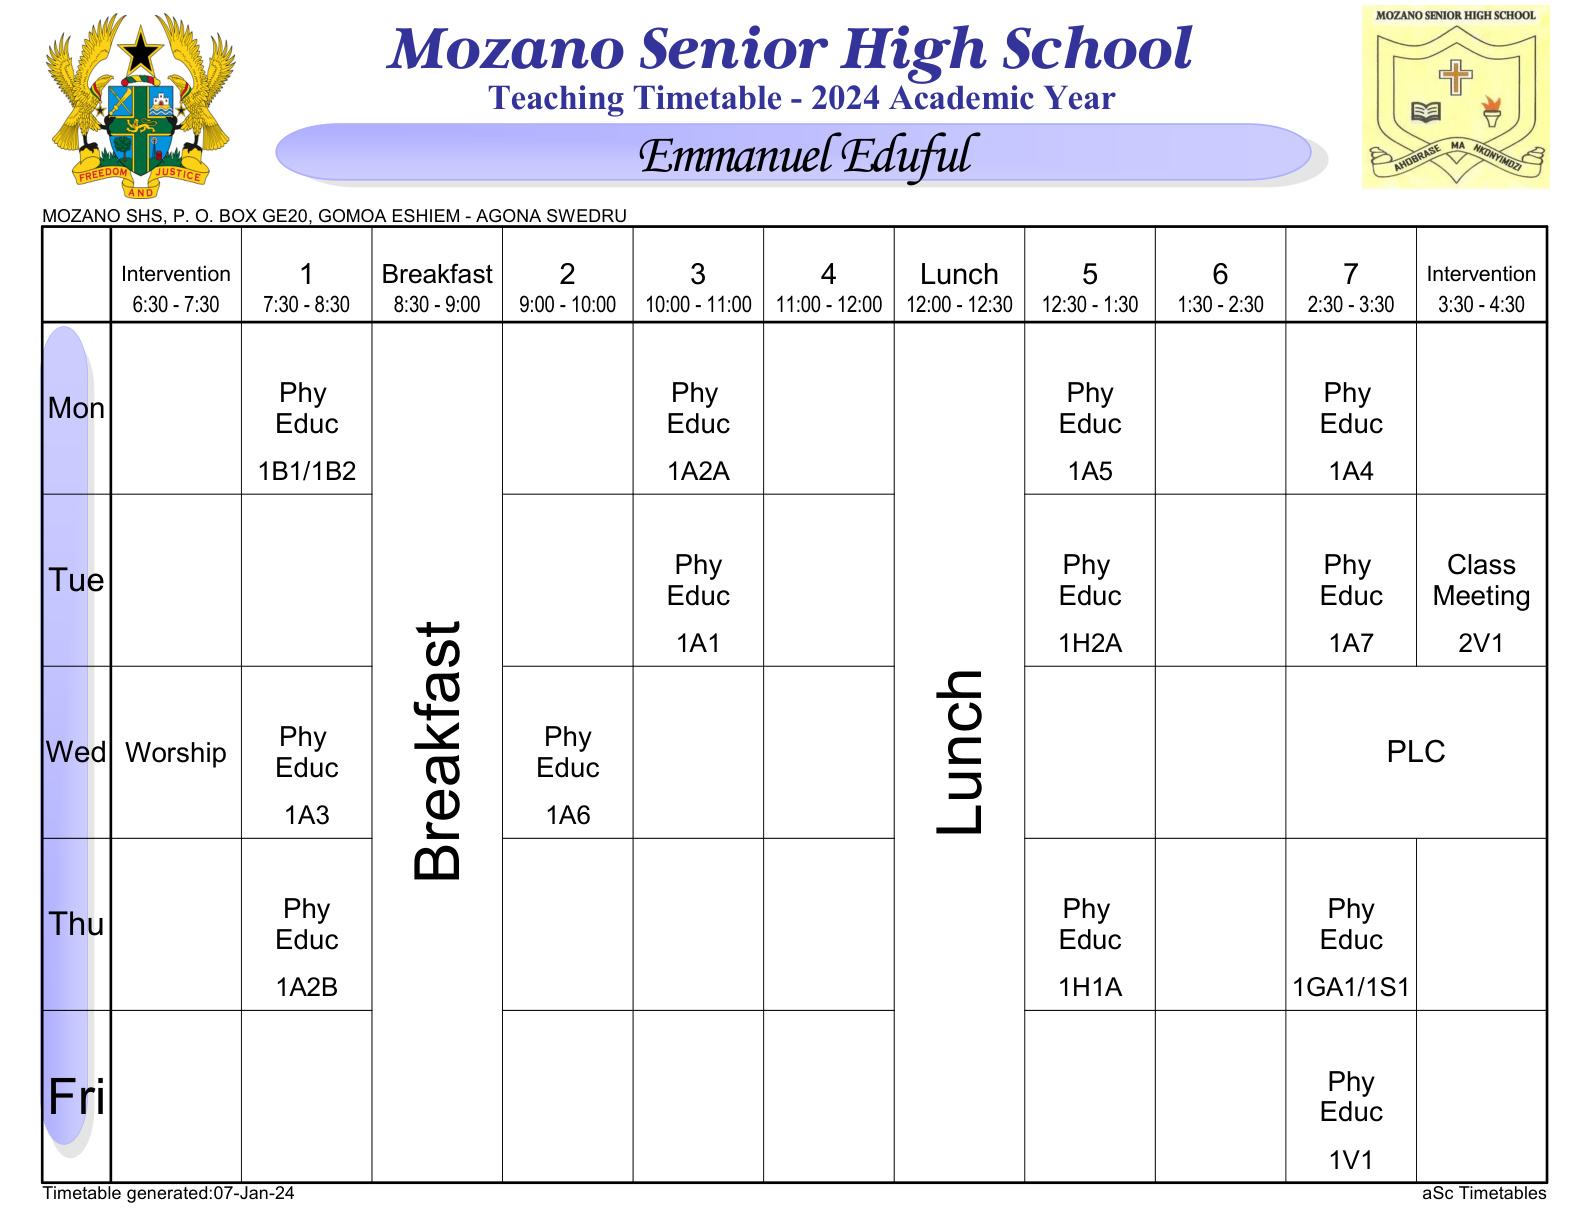 Mozano Senior High School
Teaching Timetable - 2024 Academic Year
Emmanuel Eduful
FREEDOM AND JUSTICE
MOZANO SENIOR HIGH SCHOOL
AHOBRASE MA NKONYIMDZI
MOZANO SHS, P. O. BOX GE20, GOMOA ESHIEM - AGONA SWEDRU
Intervention 1 Breakfast 2 3 4 Lunch 5 6 7 Intervention
6:30 - 7:30 7:30 - 8:30 8:30 - 9:00 9:00 - 10:00 10:00 - 11:00 11:00 - 12:00 12:00 - 12:30 12:30 - 1:30 1:30 - 2:30 2:30 - 3:30 3:30 - 4:30
Mon
Phy Phy Phy Phy
Educ Educ Educ Educ
1B1/1B2 1A2A 1A5 1A4
Tue
Phy Phy Phy Class
Educ Educ Educ Meeting
1A1 1H2A 1A7 2V1
Breakfast
Lunch
Wed Worship PLC
Phy Phy
Educ Educ
1A3 1A6
Thu
Phy Phy Phy
Educ Educ Educ
1A2B 1H1A 1GA1/1S1
Fri
Phy
Educ
1V1
Timetable generated:07-Jan-24
aSc Timetables